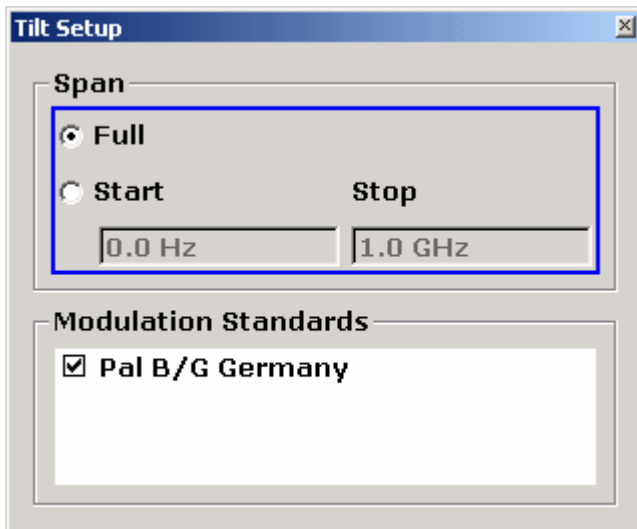 Tilt Setup
Span
Full
Start Stop
0.0 Hz 1.0 GHz
Modulation Standards
Pal B/G Germany